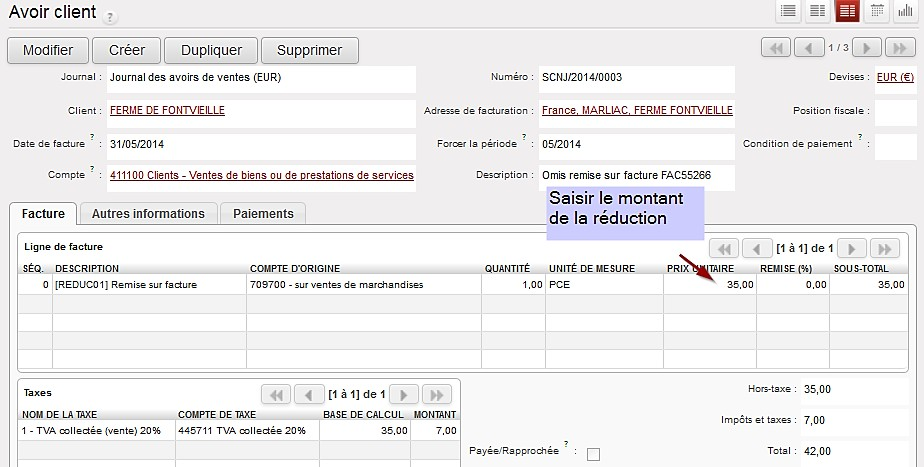 Avoir client ?
Modifier Créer Dupliquer Supprimer 1 / 3
Journal : Journal des avoirs de ventes (EUR) Numéro : SCNJ/2014/0003 Devises : EUR (€)
Client : FERME DE FONTVIEILLE Adresse de facturation : France, MARLIAC, FERME FONTVIEILLE Position fiscale :
Date de facture ? : 31/05/2014 Forcer la période ? : 05/2014 Condition de paiement ? :
Compte ? : 411100 Clients - Ventes de biens ou de prestations de services Description : Omis remise sur facture FAC55266
Saisir le montant
de la réduction
Facture Autres informations Paiements
Ligne de facture [1 à 1] de 1
SÉQ. DESCRIPTION COMPTE D'ORIGINE QUANTITÉ UNITÉ DE MESURE PRIX UNITAIRE REMISE (%) SOUS-TOTAL
0 [REDUC01] Remise sur facture 709700 - sur ventes de marchandises 1,00 PCE 35,00 0,00 35,00
Taxes [1 à 1] de 1
NOM DE LA TAXE COMPTE DE TAXE BASE DE CALCUL MONTANT
1 - TVA collectée (vente) 20% 445711 TVA collectée 20% 35,00 7,00
Hors-taxe : 35,00
Impôts et taxes : 7,00
Payée/Rapprochée ? : Total : 42,00